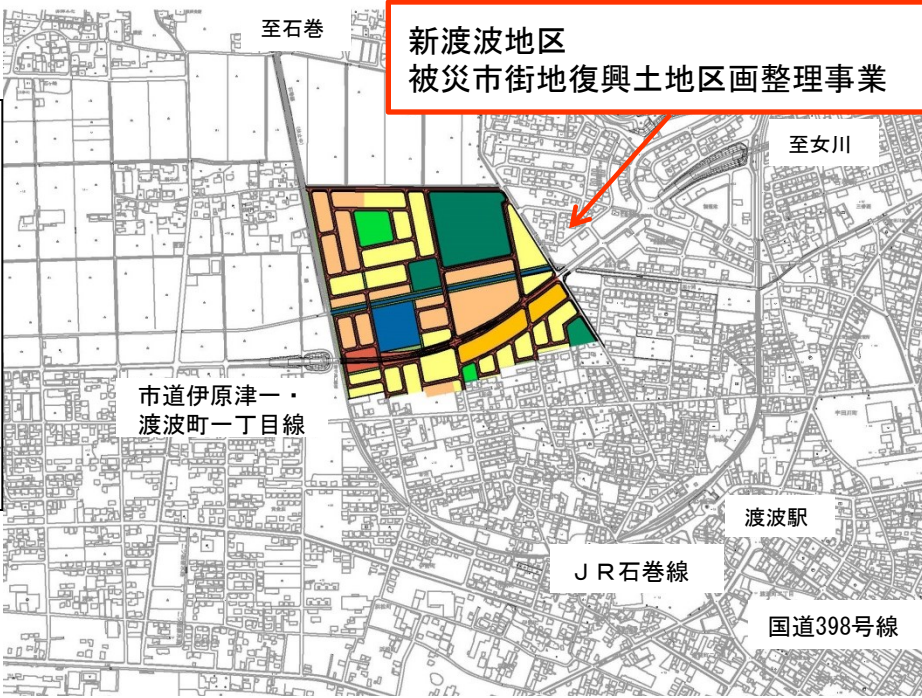 至石巻
新渡波地区
被災市街地復興土地区画整理事業
至女川
市道伊原津一・
渡波町一丁目線
渡波駅
ＪＲ石巻線
国道398号線